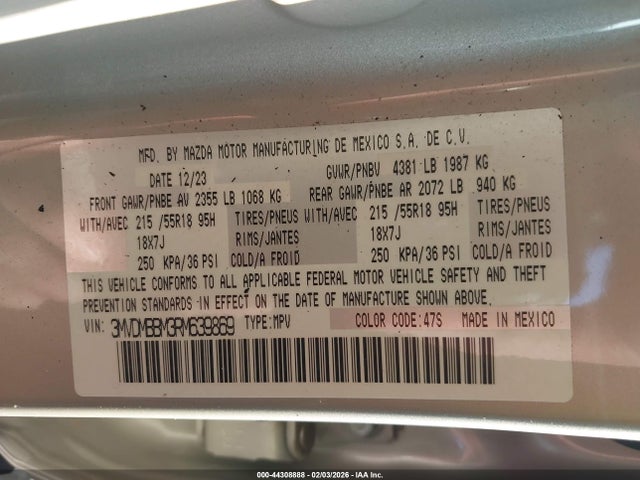 MFD. BY MAZDA MOTOR MANUFACTURING DE MEXICO S.A. DE C.V.
DATE 12/23 GVWR/PNBV 4381 LB 1987 KG
FRONT GAWR/PNBE AV 2355 LB 1068 KG REAR GAWR/PNBE AR 2072 LB 940 KG
WITH/AVEC 215 /55R18 95H TIRES/PNEUS WITH/AVEC 215 /55R18 95H TIRES/PNEUS
18X7J RIMS/JANTES 18X7J RIMS/JANTES
250 KPA/36 PSI COLD/A FROID 250 KPA/36 PSI COLD/A FROID
THIS VEHICLE CONFORMS TO ALL APPLICABLE FEDERAL MOTOR VEHICLE SAFETY AND THEFT
PREVENTION STANDARDS IN EFFECT ON THE DATE OF MANUFACTURE SHOWN ABOVE.
VIN: 3MVDMBBM3RM639869 TYPE:MPV COLOR CODE:47S MADE IN MEXICO
000-44308888 - 02/03/2026 - IAA Inc.